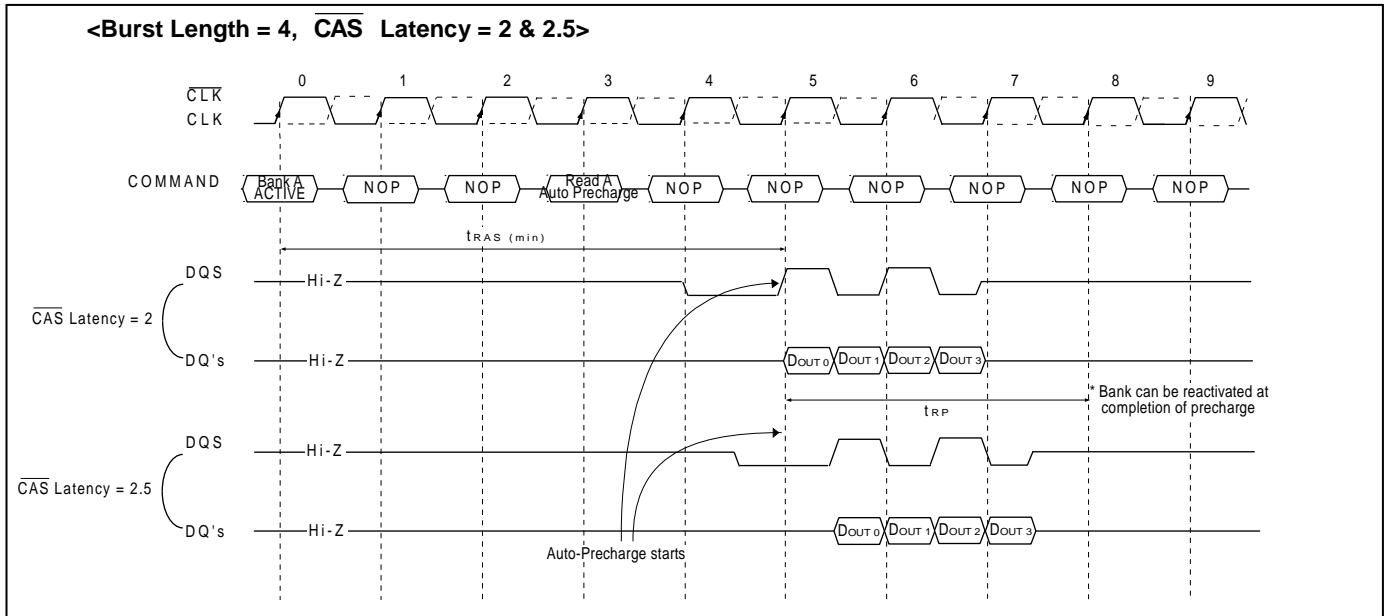 <Burst Length = 4, CAS Latency = 2 & 2.5>
0 1 2 3 4 5 6 7 8 9
CLK
CLK
COMMAND
Bank A
ACTIVE
NOP
NOP
Read A
Auto Precharge
NOP
NOP
NOP
NOP
NOP
NOP
tRAS (min)
DQS
Hi-Z
CAS Latency = 2
DQ's
Hi-Z
DOUT 0 DOUT 1 DOUT 2 DOUT 3
* Bank can be reactivated at
completion of precharge
tRP
DQS
Hi-Z
CAS Latency = 2.5
DQ's
Hi-Z
DOUT 0 DOUT 1 DOUT 2 DOUT 3
Auto-Precharge starts